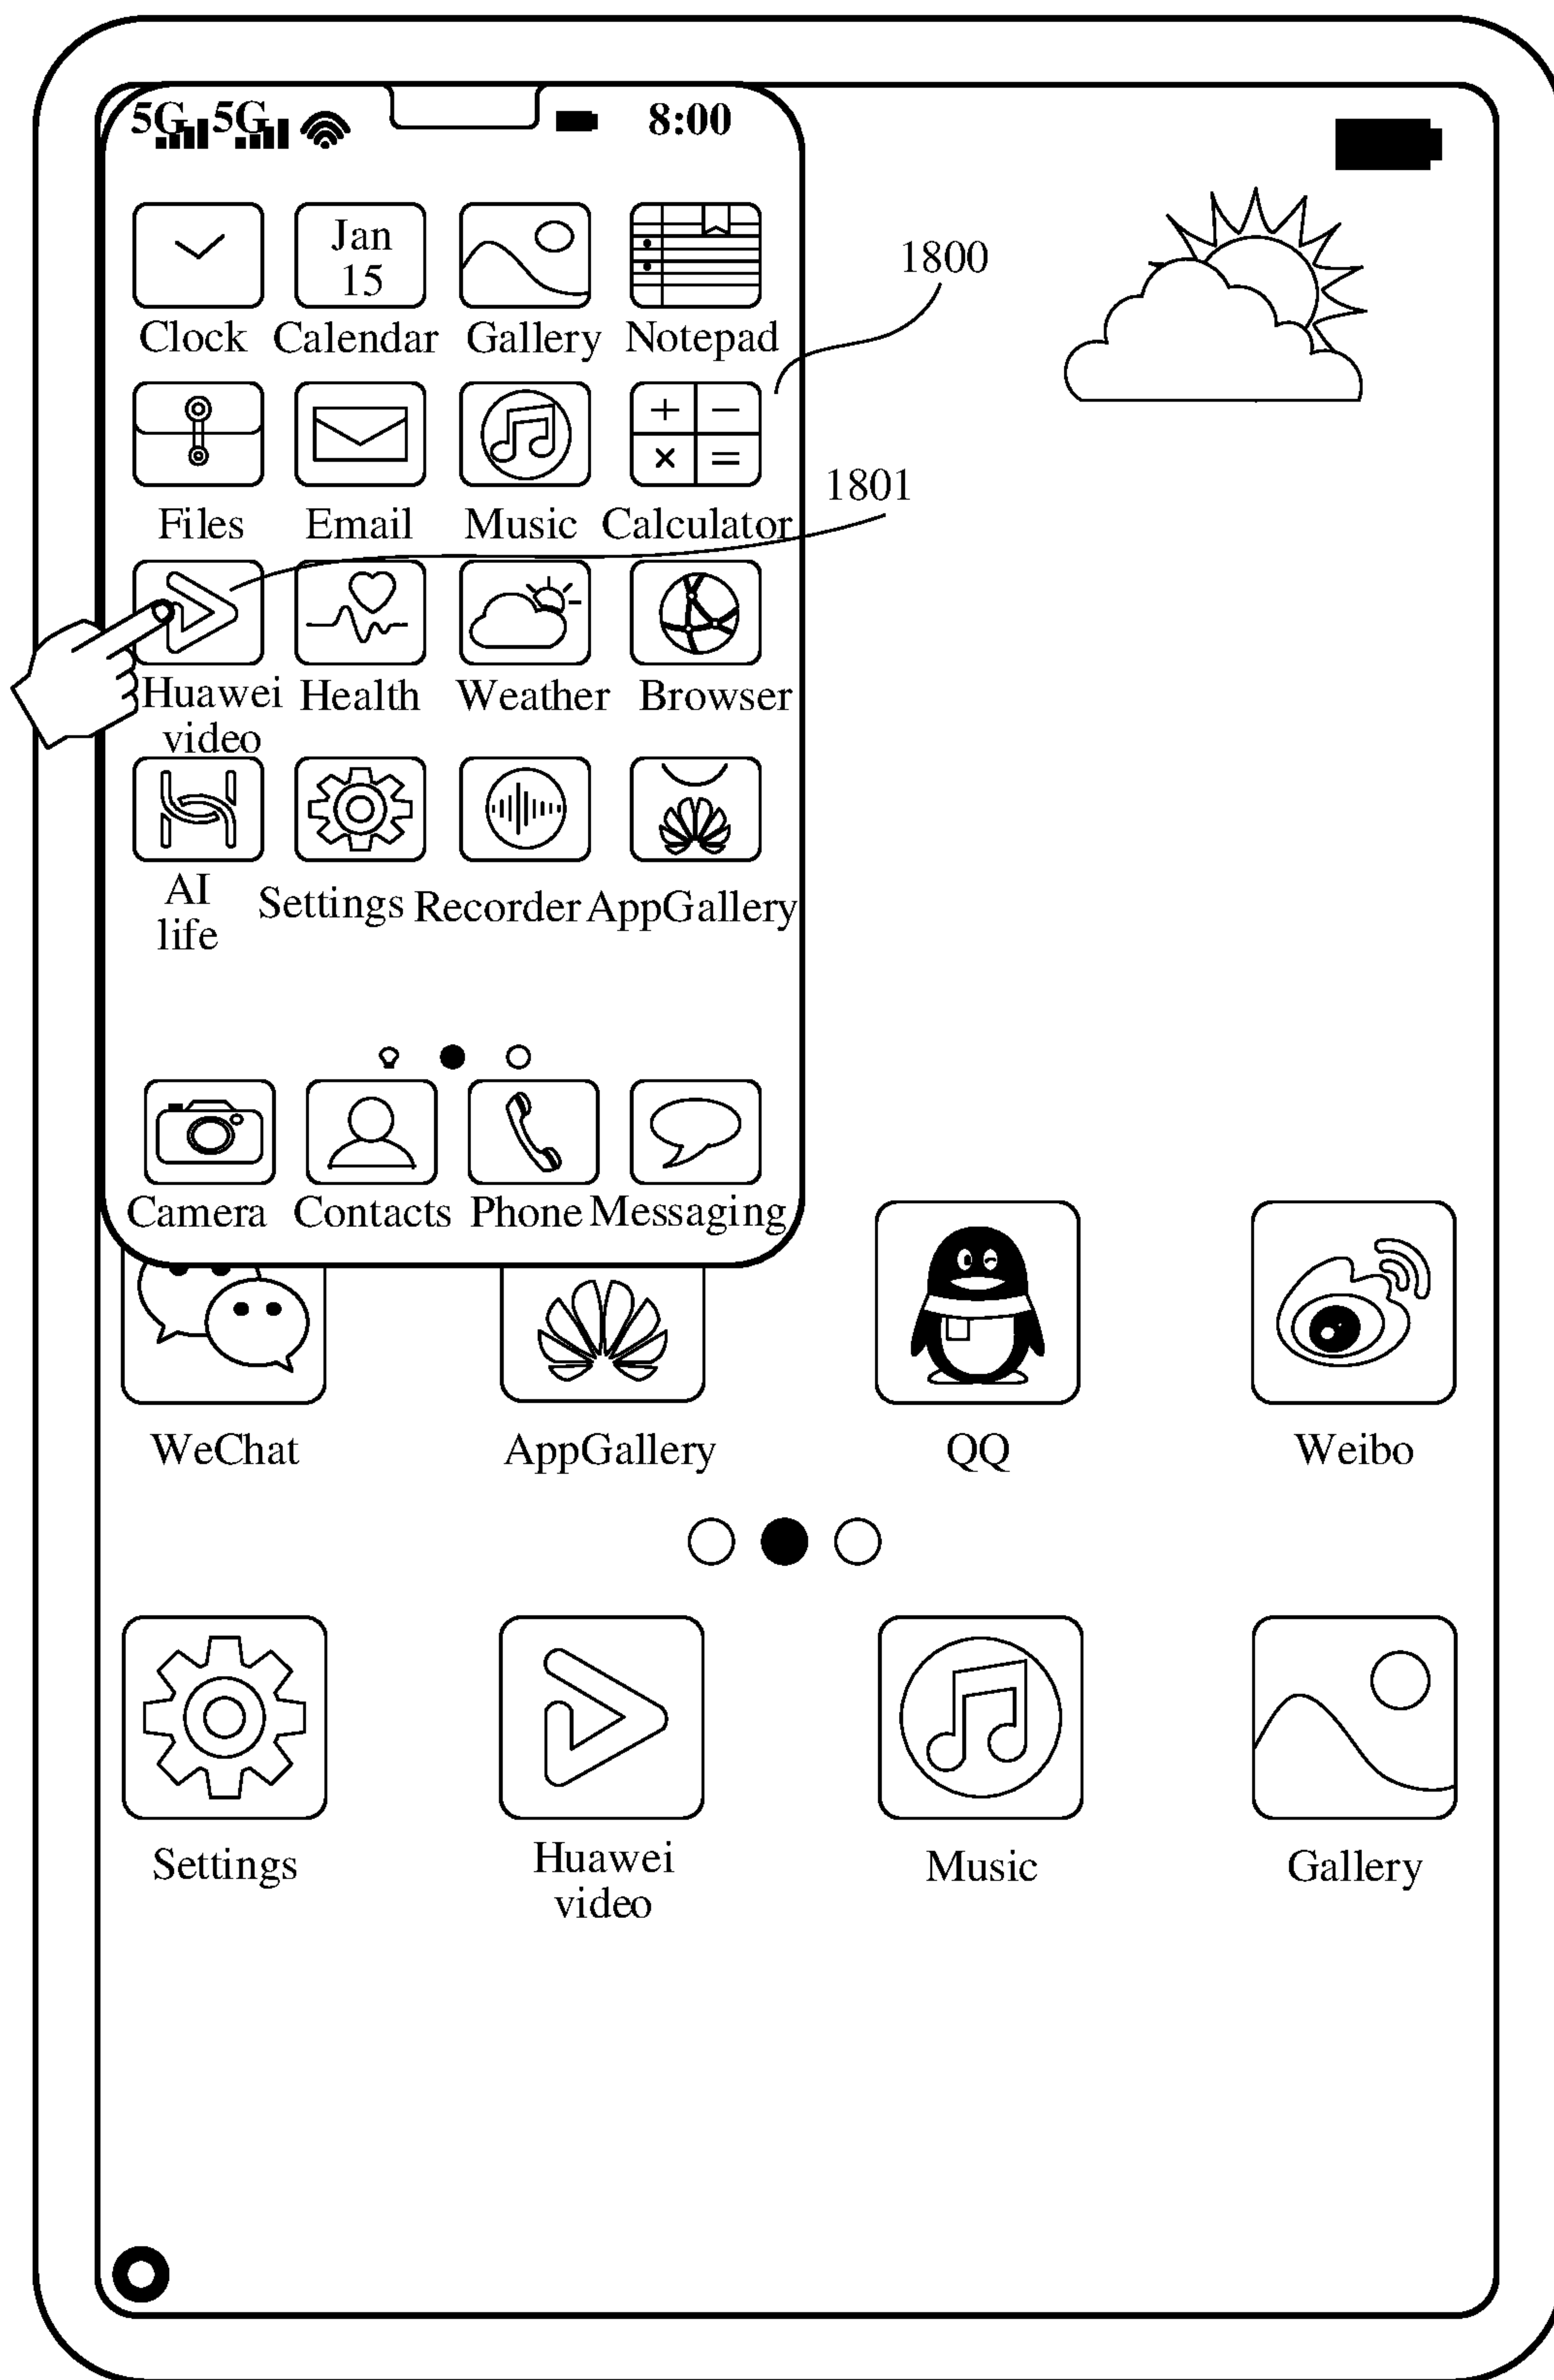 5G 5G 8:00
Jan
15
Clock Calendar Gallery Notepad
1800
1801
Files Email Music Calculator
Huawei
video
Health Weather Browser
AI
life
Settings Recorder AppGallery
Camera Contacts Phone Messaging
WeChat AppGallery QQ Weibo
Settings
Huawei
video
Music Gallery